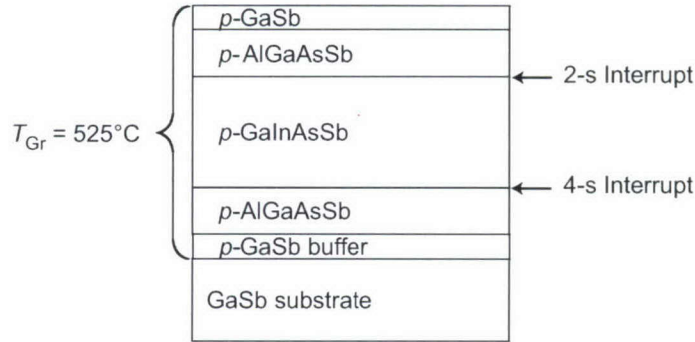 p-GaSb
p-AlGaAsSb
2-s Interrupt
T_Gr = 525°C
p-GaInAsSb
4-s Interrupt
p-AlGaAsSb
p-GaSb buffer
GaSb substrate